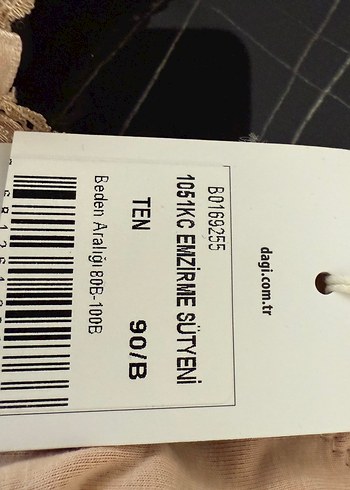 dagi.com.tr
B0169255
1051KC EMZİRME SÜTYENİ
TEN 90/B
Beden Aralığı 80B-100B